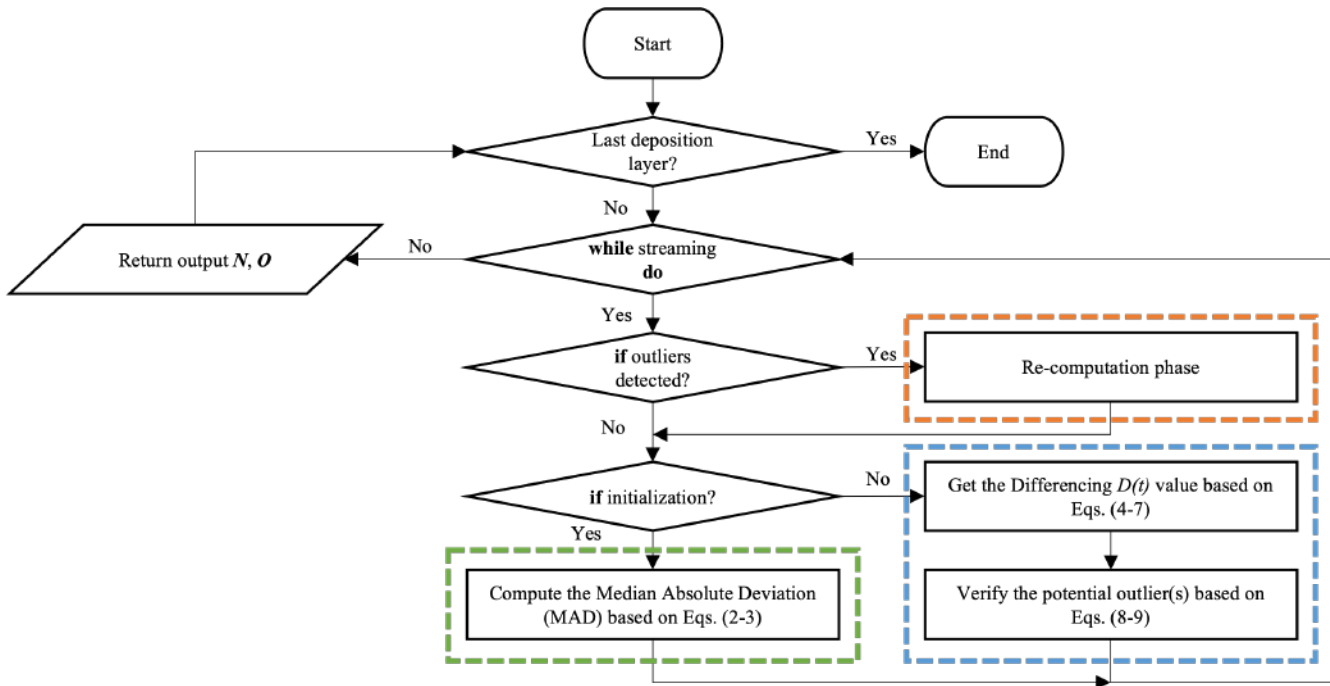 Start
Last deposition
layer?
Yes
End
No
while streaming
do
No
Return output N, O
Yes
if outliers
detected?
Yes
Re-computation phase
No
if initialization?
No
Get the Differencing D(t) value based on
Eqs. (4-7)
Yes
Compute the Median Absolute Deviation
(MAD) based on Eqs. (2-3)
Verify the potential outlier(s) based on
Eq. (8-9)